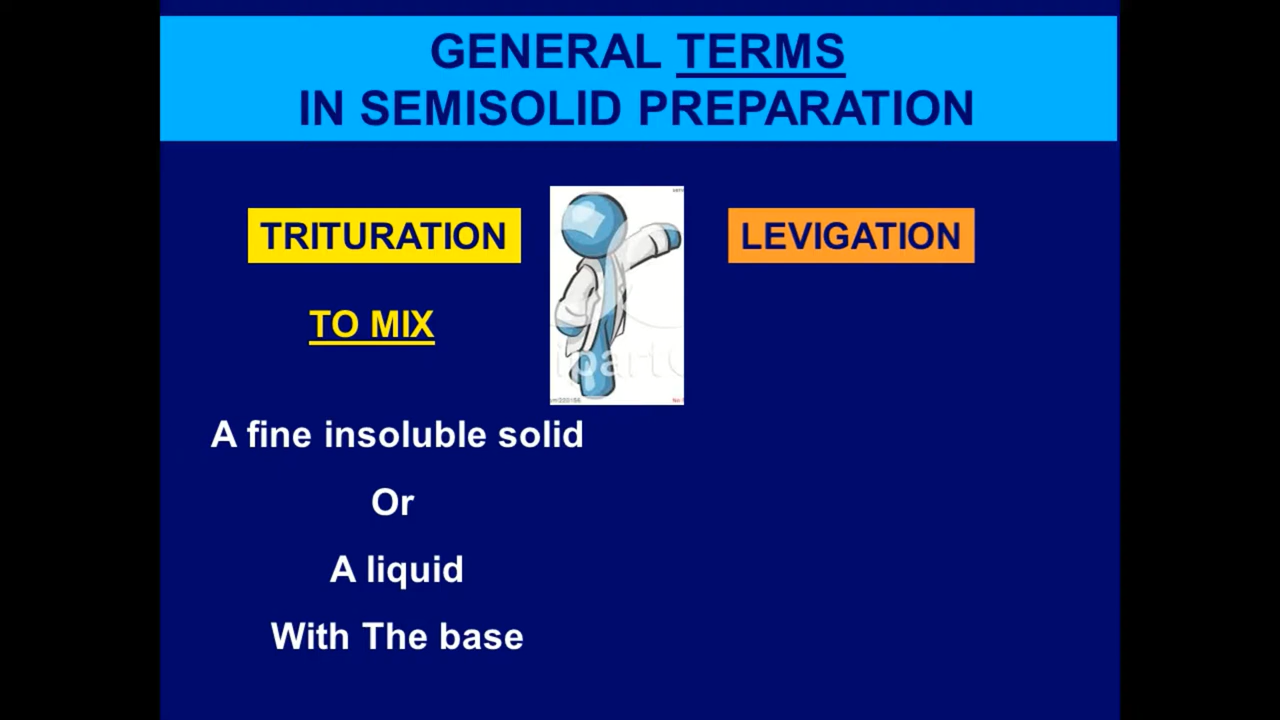 GENERAL TERMS
IN SEMISOLID PREPARATION
TRITURATION
LEVIGATION
TO MIX
A fine insoluble solid
Or
A liquid
With The base